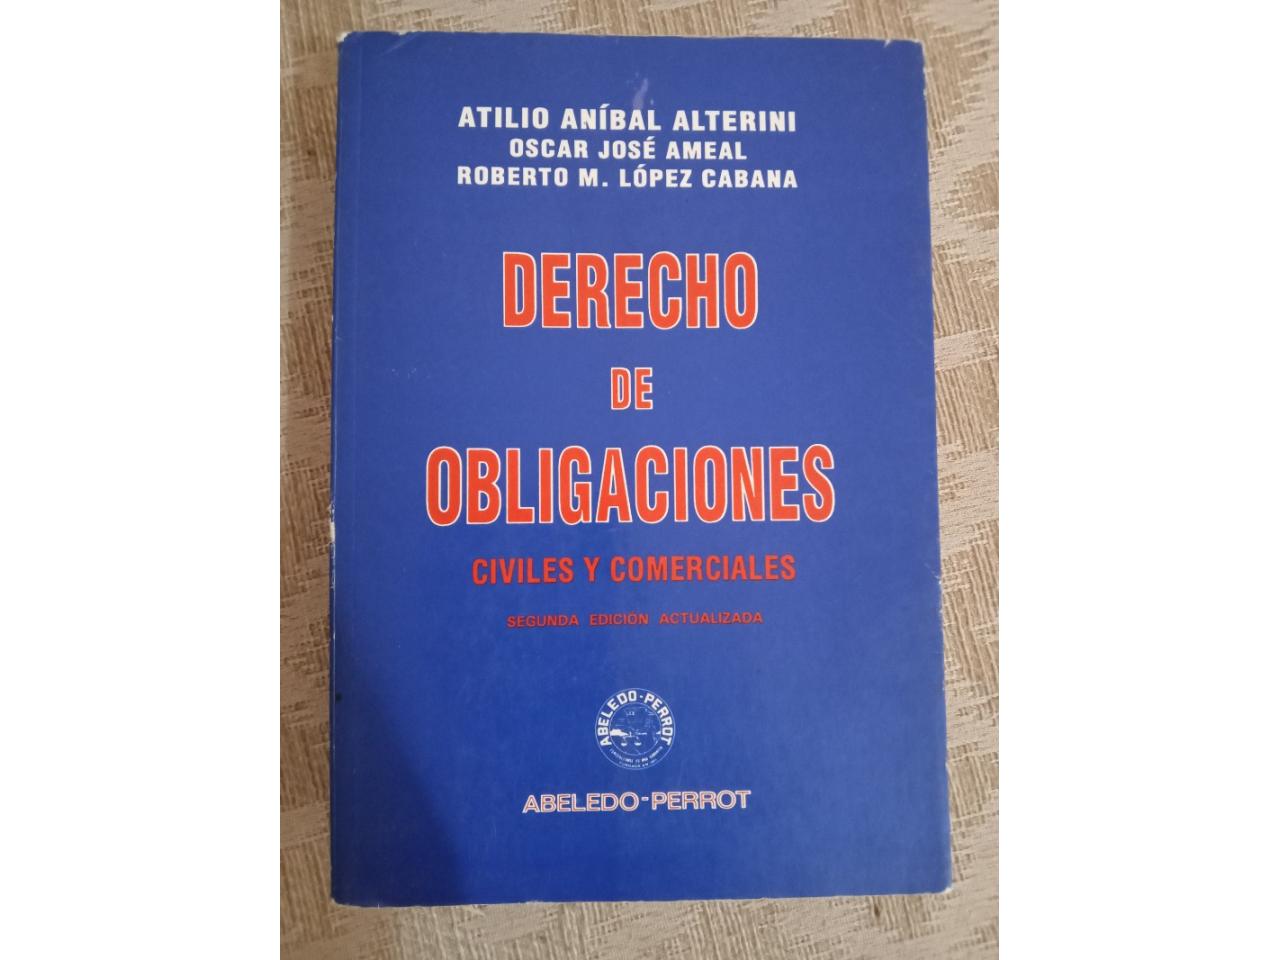 ATILIO ANÍBAL ALTERINI
OSCAR JOSÉ AMEAL
ROBERTO M. LÓPEZ CABANA
DERECHO
DE
OBLIGACIONES
CIVILES Y COMERCIALES
SEGUNDA EDICIÓN ACTUALIZADA
ABELEDO-PERROT
ABELEDO-PERROT